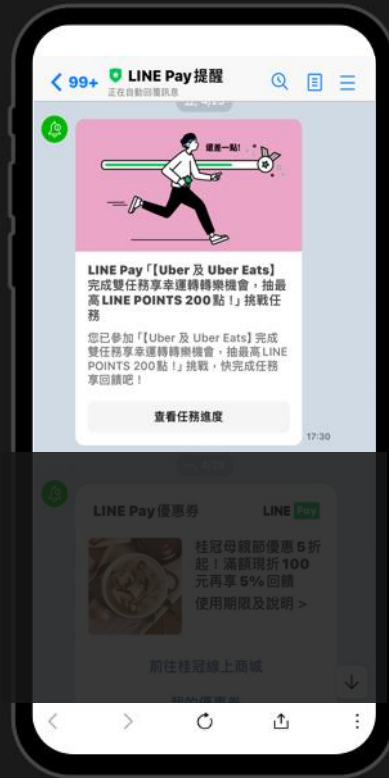 99+ LINE Pay提醒
正在自動回覆訊息
還差一點!
LINE Pay「【Uber 及 Uber Eats】
完成雙任務享幸運轉轉樂機會，抽最
高LINE POINTS 200點！」挑戰任
務
您已參加「【Uber 及 Uber Eats】完成
雙任務享幸運轉轉樂機會，抽最高LINE
POINTS 200點！」挑戰，快完成任務
享回饋吧！
查看任務進度
17:30
LINE Pay優惠券 LINE Pay
桂冠母親節優惠5折
起！滿額現折100
元再享5%回饋
使用期限及說明 >
前往桂冠線上商城
我的優惠券